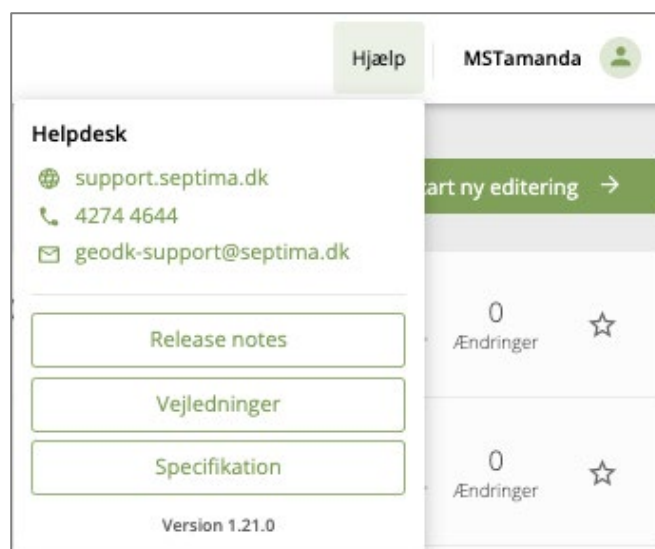 Hjælp
MSTamanda
Helpdesk
support.septima.dk
4274 4644
geodk-support@septima.dk
art ny editering
Release notes
Vejledninger
Specifikation
Version 1.21.0
0
Ændringer
0
Ændringer